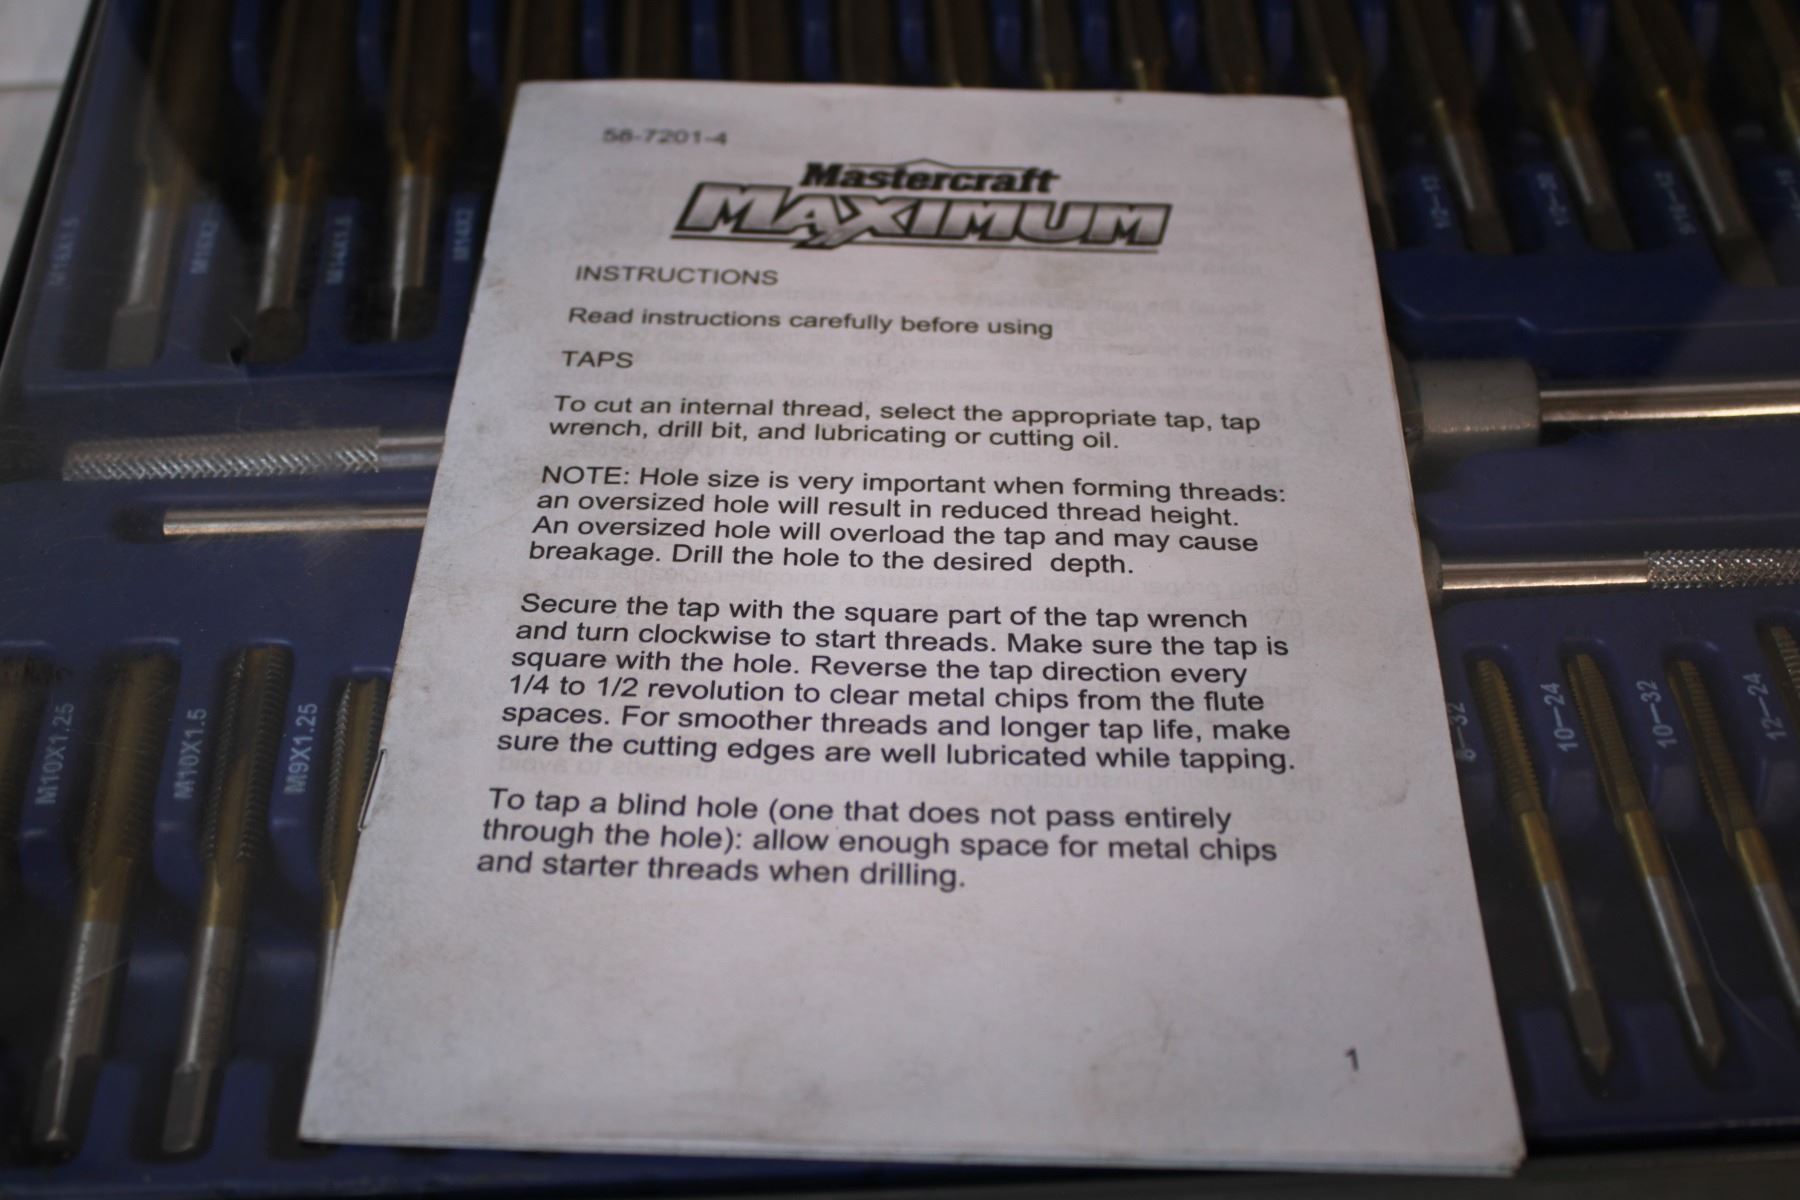 58-7201-4
Mastercraft
MAXIMUM
INSTRUCTIONS
Read instructions carefully before using
TAPS
To cut an internal thread, select the appropriate tap, tap
wrench, drill bit, and lubricating or cutting oil.
NOTE: Hole size is very important when forming threads:
an oversized hole will result in reduced thread height.
An oversized hole will overload the tap and may cause
breakage. Drill the hole to the desired depth.
Secure the tap with the square part of the tap wrench
and turn clockwise to start threads. Make sure the tap is
square with the hole. Reverse the tap direction every
1/4 to 1/2 revolution to clear metal chips from the flute
spaces. For smoother threads and longer tap life, make
sure the cutting edges are well lubricated while tapping.
To tap a blind hole (one that does not pass entirely
through the hole): allow enough space for metal chips
and starter threads when drilling.
1
M16X1.5
M16X2
M14X1.5
M14X2
M10X1.25
M10X1.5
M9X1.25
8-32
10-24
10-32
12-24